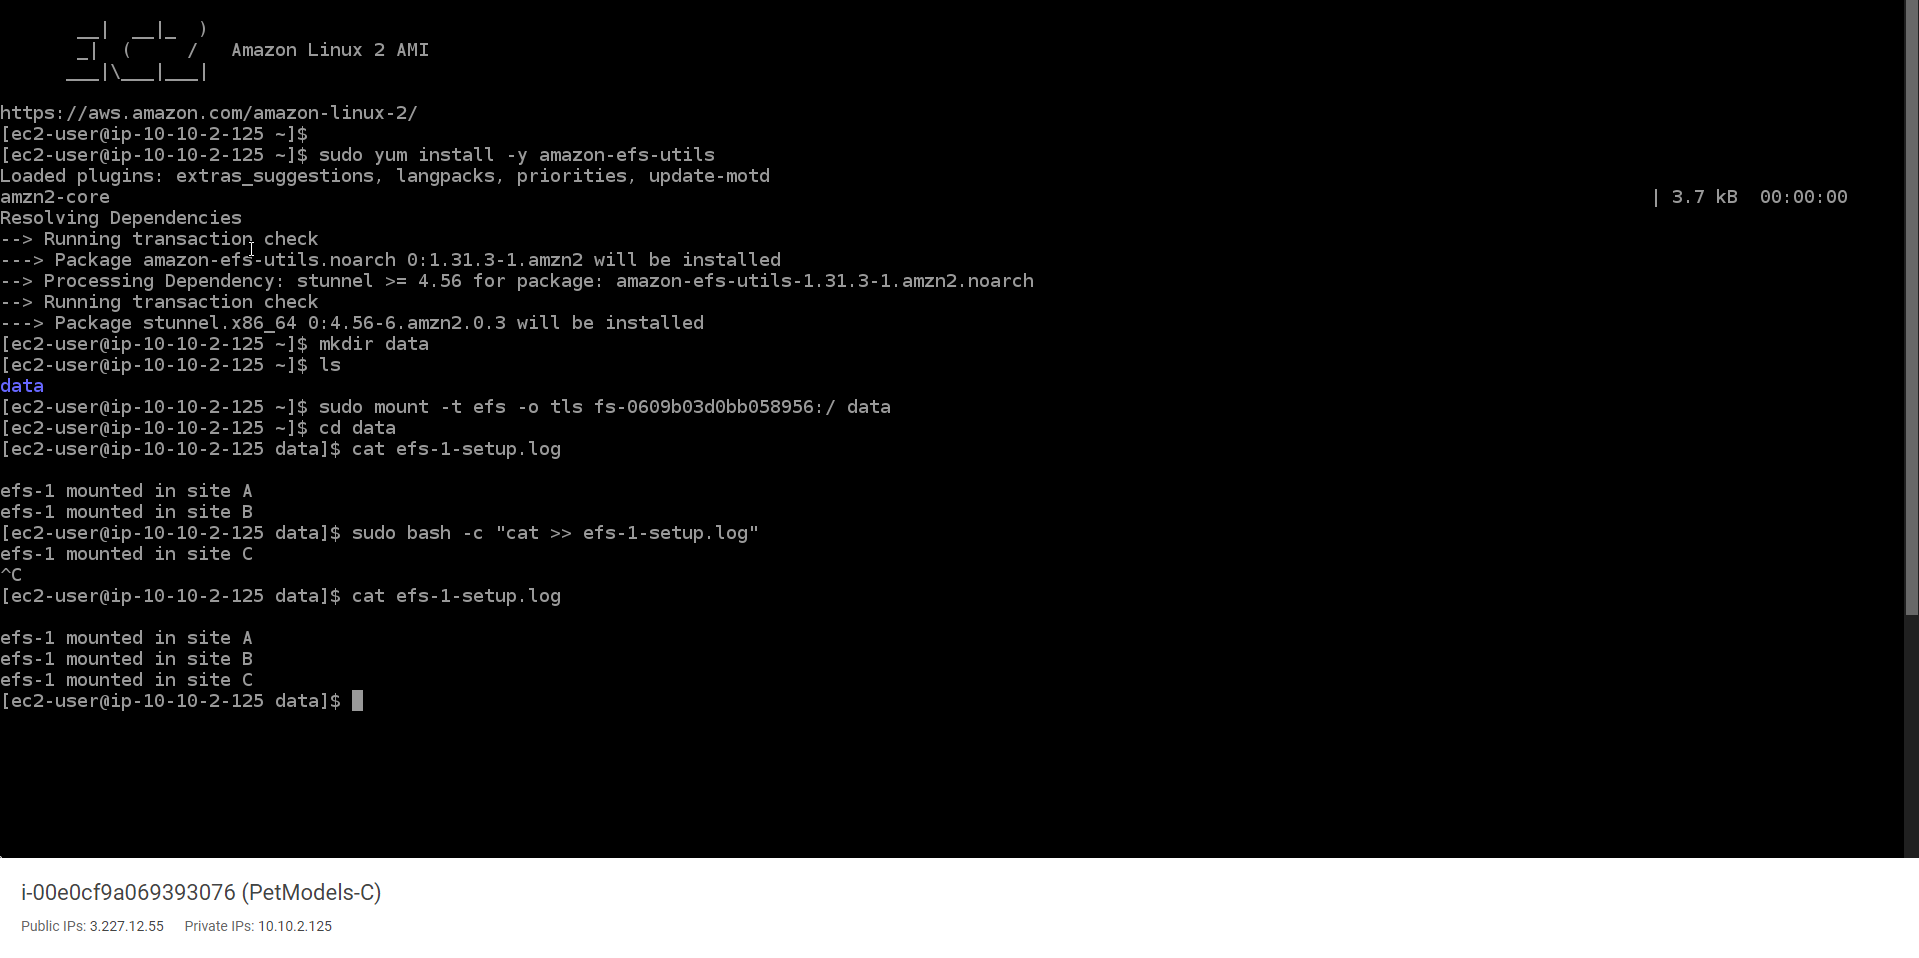 __|  __|_  )
       _|  (     /   Amazon Linux 2 AMI
      ___|\___|___|
https://aws.amazon.com/amazon-linux-2/
[ec2-user@ip-10-10-2-125 ~]$
[ec2-user@ip-10-10-2-125 ~]$ sudo yum install -y amazon-efs-utils
Loaded plugins: extras_suggestions, langpacks, priorities, update-motd
amzn2-core | 3.7 kB  00:00:00
Resolving Dependencies
--> Running transaction check
---> Package amazon-efs-utils.noarch 0:1.31.3-1.amzn2 will be installed
--> Processing Dependency: stunnel >= 4.56 for package: amazon-efs-utils-1.31.3-1.amzn2.noarch
--> Running transaction check
---> Package stunnel.x86_64 0:4.56-6.amzn2.0.3 will be installed
[ec2-user@ip-10-10-2-125 ~]$ mkdir data
[ec2-user@ip-10-10-2-125 ~]$ ls
data
[ec2-user@ip-10-10-2-125 ~]$ sudo mount -t efs -o tls fs-0609b03d0bb058956:/ data
[ec2-user@ip-10-10-2-125 ~]$ cd data
[ec2-user@ip-10-10-2-125 data]$ cat efs-1-setup.log
efs-1 mounted in site A
efs-1 mounted in site B
[ec2-user@ip-10-10-2-125 data]$ sudo bash -c "cat >> efs-1-setup.log"
efs-1 mounted in site C
^C
[ec2-user@ip-10-10-2-125 data]$ cat efs-1-setup.log
efs-1 mounted in site A
efs-1 mounted in site B
efs-1 mounted in site C
[ec2-user@ip-10-10-2-125 data]$
i-00e0cf9a069393076 (PetModels-C)
Public IPs: 3.227.12.55 Private IPs: 10.10.2.125